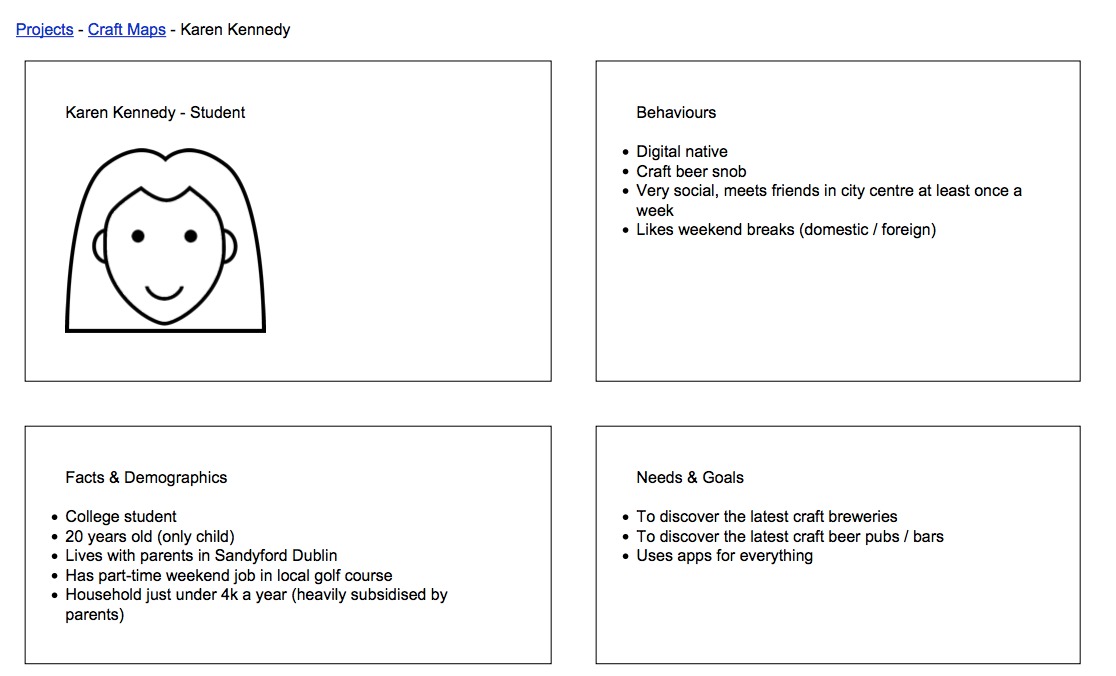 Projects - Craft Maps - Karen Kennedy
Karen Kennedy - Student
Behaviours
• Digital native
• Craft beer snob
• Very social, meets friends in city centre at least once a
week
• Likes weekend breaks (domestic / foreign)
Facts & Demographics
• College student
• 20 years old (only child)
• Lives with parents in Sandyford Dublin
• Has part-time weekend job in local golf course
• Household just under 4k a year (heavily subsidised by
parents)
Needs & Goals
• To discover the latest craft breweries
• To discover the latest craft beer pubs / bars
• Uses apps for everything